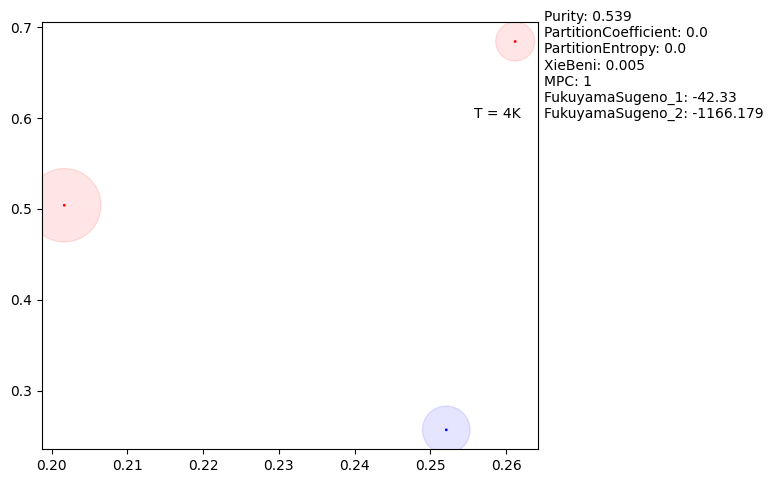 Purity: 0.539
PartitionCoefficient: 0.0
PartitionEntropy: 0.0
XieBeni: 0.005
MPC: 1
FukuyamaSugeno_1: -42.33
FukuyamaSugeno_2: -1166.179
T = 4K
0.7
0.6
0.5
0.4
0.3
0.20 0.21 0.22 0.23 0.24 0.25 0.26